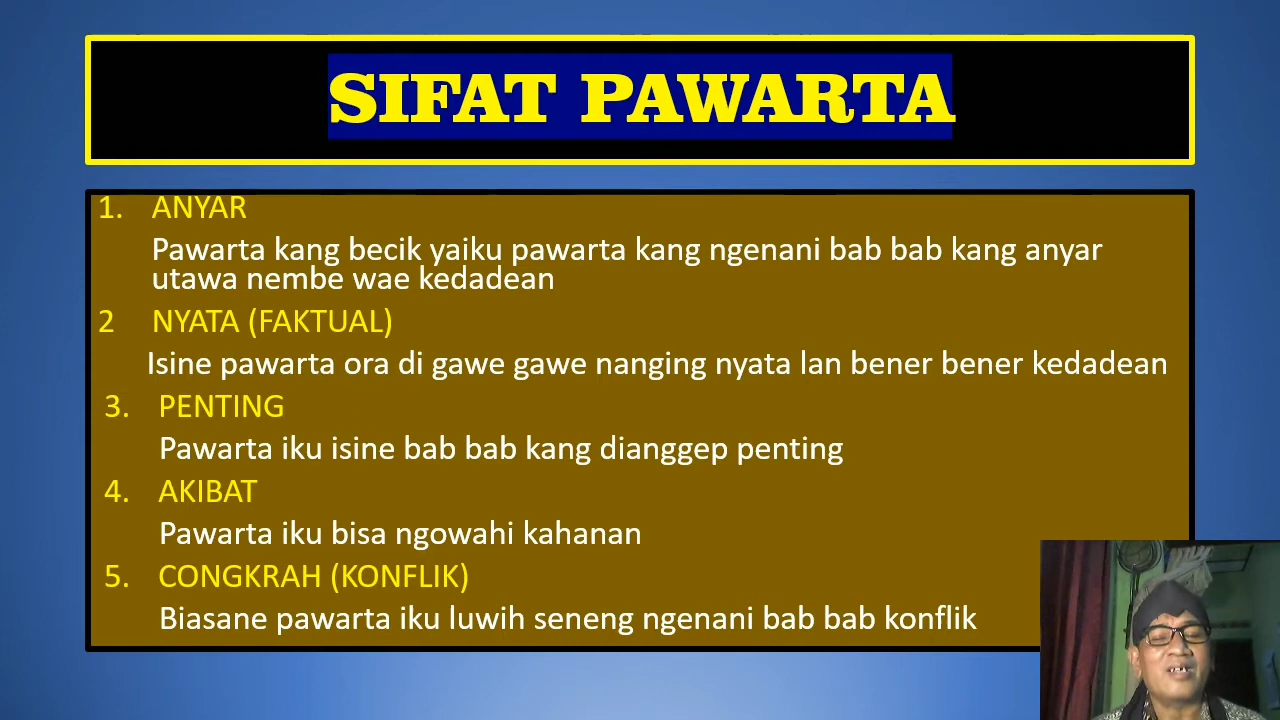 SIFAT PAWARTA
1. ANYAR
Pawarta kang becik yaiku pawarta kang ngenani bab bab kang anyar
utawa nembe wae kedadean
2 NYATA (FAKTUAL)
Isine pawarta ora di gawe gawe nanging nyata lan bener bener kedadean
3. PENTING
Pawarta iku isine bab bab kang dianggep penting
4. AKIBAT
Pawarta iku bisa ngowahi kahanan
5. CONGKRAH (KONFLIK)
Biasane pawarta iku luwih seneng ngenani bab bab konflik